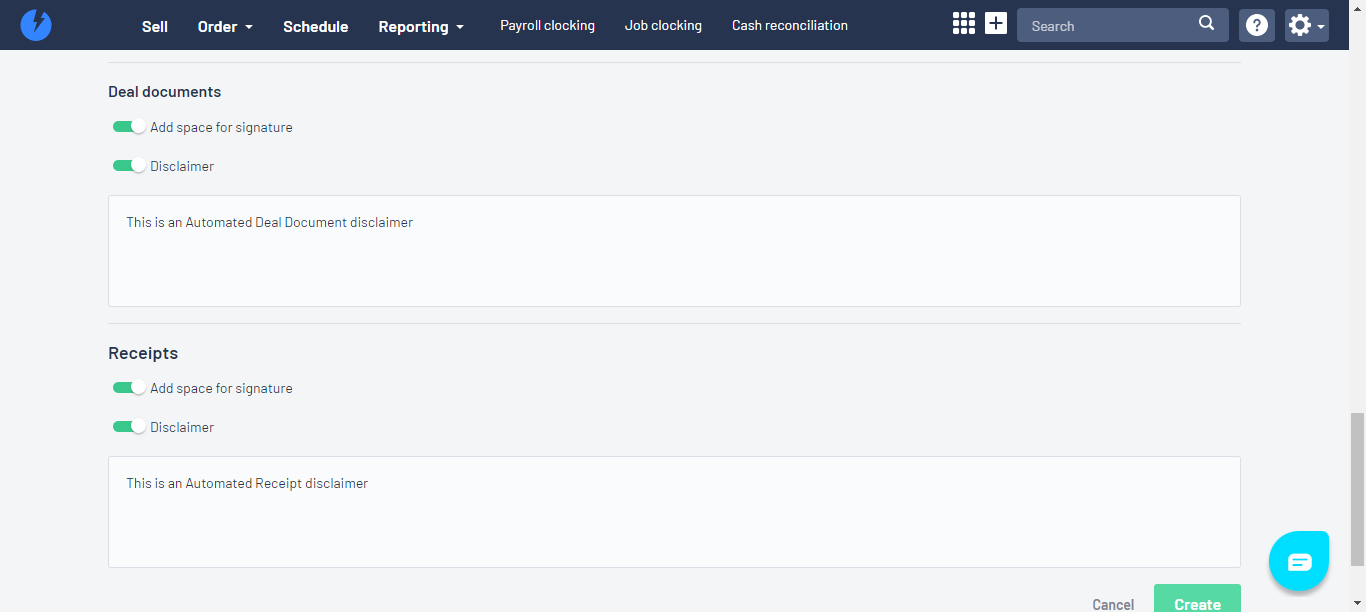 Sell Order Schedule Reporting Payroll clocking Job clocking Cash reconciliation Search ?
Deal documents
Add space for signature
Disclaimer
This is an Automated Deal Document disclaimer
Receipts
Add space for signature
Disclaimer
This is an Automated Receipt disclaimer
Cancel Create